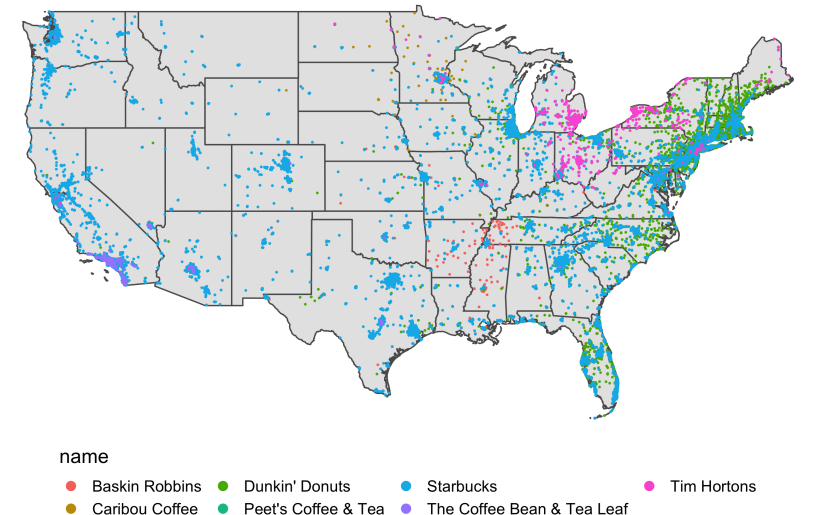 name
Baskin Robbins Dunkin' Donuts Starbucks Tim Hortons
Caribou Coffee Peet's Coffee & Tea The Coffee Bean & Tea Leaf